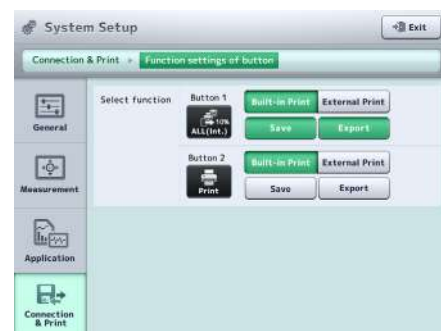 System Setup
Exit
Connection & Print
Function settings of button
General
Measurement
Application
Connection
& Print
Select function
Button 1
ALL(Int.)
10%
Built-in Print
External Print
Save
Export
Button 2
Print
Built-in Print
External Print
Save
Export